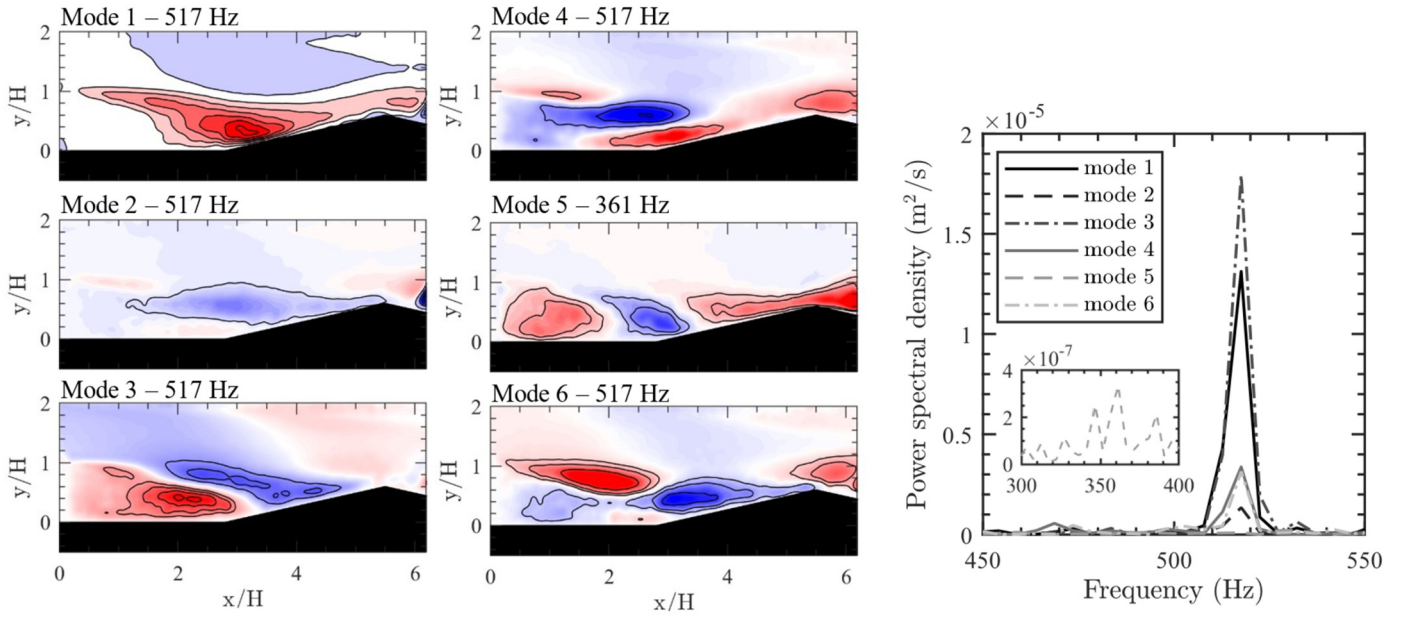 Mode 1 – 517 Hz
2
y/H
1
0
Mode 2 – 517 Hz
2
y/H
1
0
Mode 3 – 517 Hz
2
y/H
1
0
0 2 4 6
x/H
Mode 4 – 517 Hz
2
y/H
1
0
Mode 5 – 361 Hz
2
y/H
1
0
Mode 6 – 517 Hz
2
y/H
1
0
0 2 4 6
x/H
×10⁻⁵
2
1.5
1
0.5
0
Power spectral density (m²/s)
mode 1
mode 2
mode 3
mode 4
mode 5
mode 6
×10⁻⁷
4
2
0
300 350 400
450 500 550
Frequency (Hz)